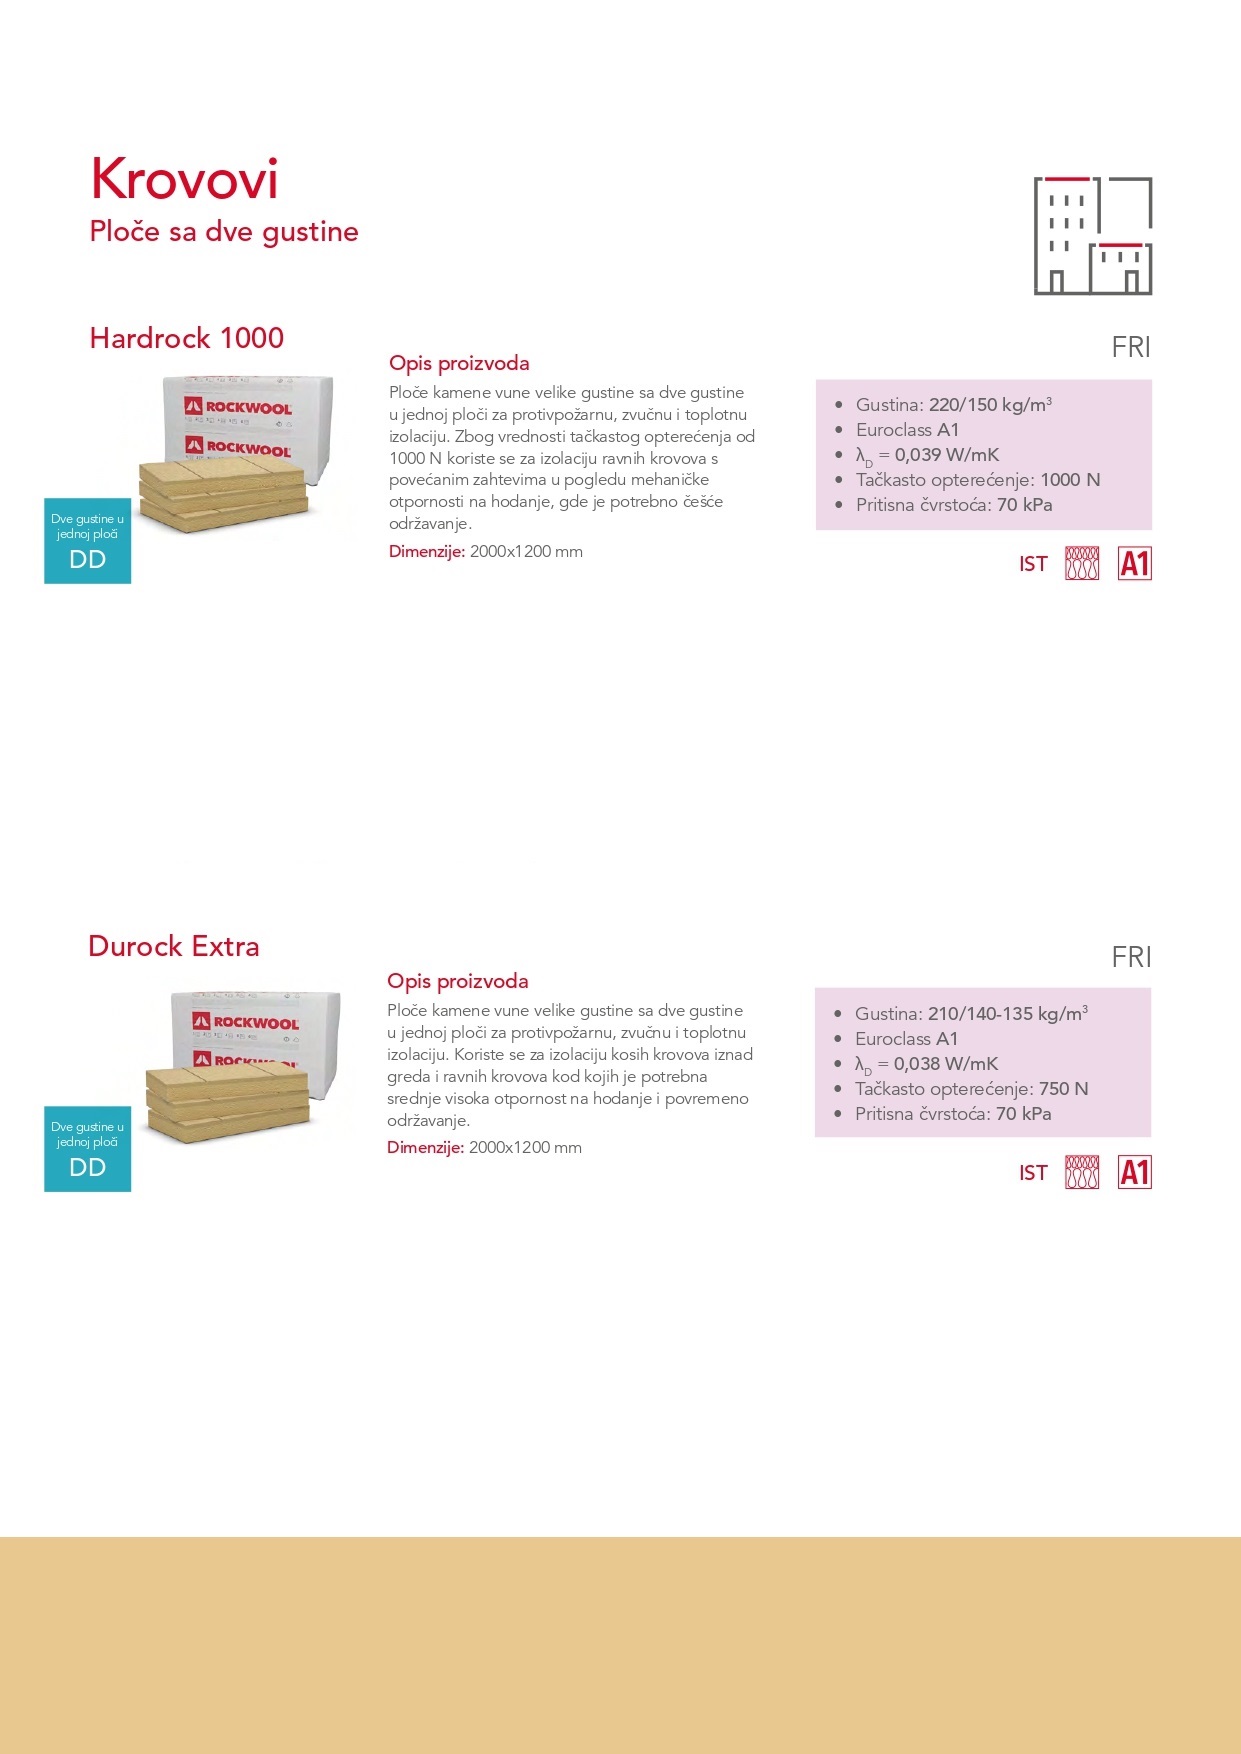 Krovovi
Ploče sa dve gustine
Hardrock 1000
FRI
ROCKWOOL
ROCKWOOL
Dve gustine u
jednoj ploči
DD
Opis proizvoda
Ploče kamene vune velike gustine sa dve gustine
u jednoj ploči za protivpožarnu, zvučnu i toplotnu
izolaciju. Zbog vrednosti tačkastog opterećenja od
1000 N koriste se za izolaciju ravnih krovova s
povećanim zahtevima u pogledu mehaničke
otpornosti na hodanje, gde je potrebno češće
održavanje.
Dimenzije: 2000x1200 mm
• Gustina: 220/150 kg/m³
• Euroclass A1
• λD = 0,039 W/mK
• Tačkasto opterećenje: 1000 N
• Pritisna čvrstoća: 70 kPa
IST A1
Durock Extra
FRI
ROCKWOOL
ROCKWOOL
Dve gustine u
jednoj ploči
DD
Opis proizvoda
Ploče kamene vune velike gustine sa dve gustine
u jednoj ploči za protivpožarnu, zvučnu i toplotnu
izolaciju. Koriste se za izolaciju kosih krovova iznad
greda i ravnih krovova kod kojih je potrebna
srednje visoka otpornost na hodanje i povremeno
održavanje.
Dimenzije: 2000x1200 mm
• Gustina: 210/140-135 kg/m³
• Euroclass A1
• λD = 0,038 W/mK
• Tačkasto opterećenje: 750 N
• Pritisna čvrstoća: 70 kPa
IST A1